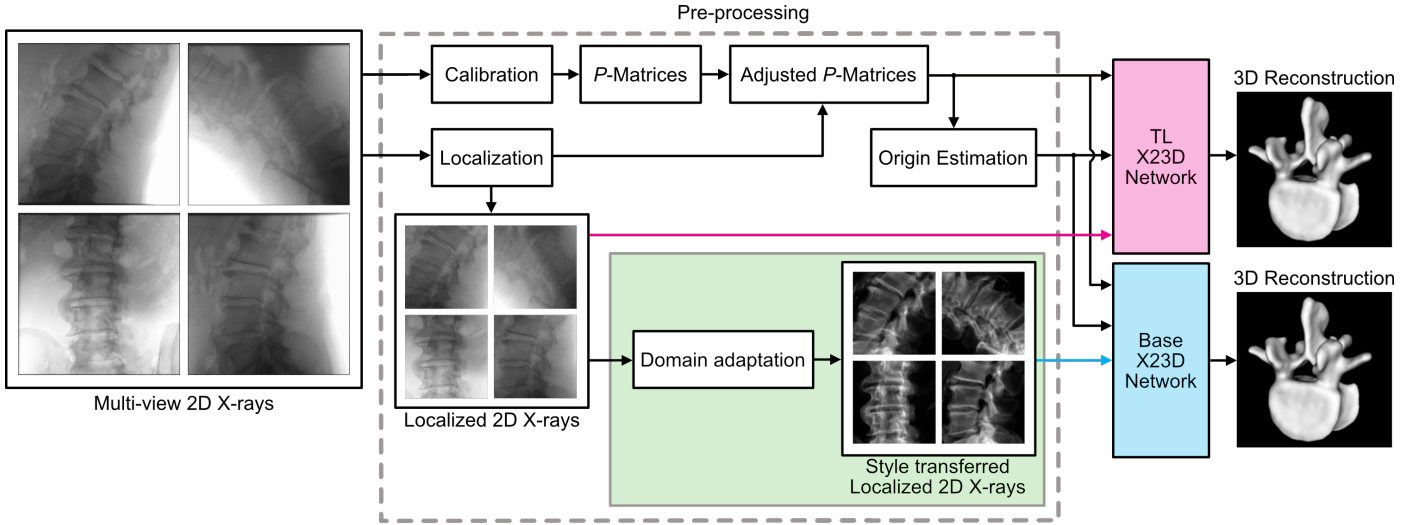 Pre-processing
Calibration
P-Matrices
Adjusted P-Matrices
Localization
Origin Estimation
TL
X23D
Network
3D Reconstruction
Multi-view 2D X-rays
Localized 2D X-rays
Domain adaptation
Style transferred
Localized 2D X-rays
Base
X23D
Network
3D Reconstruction